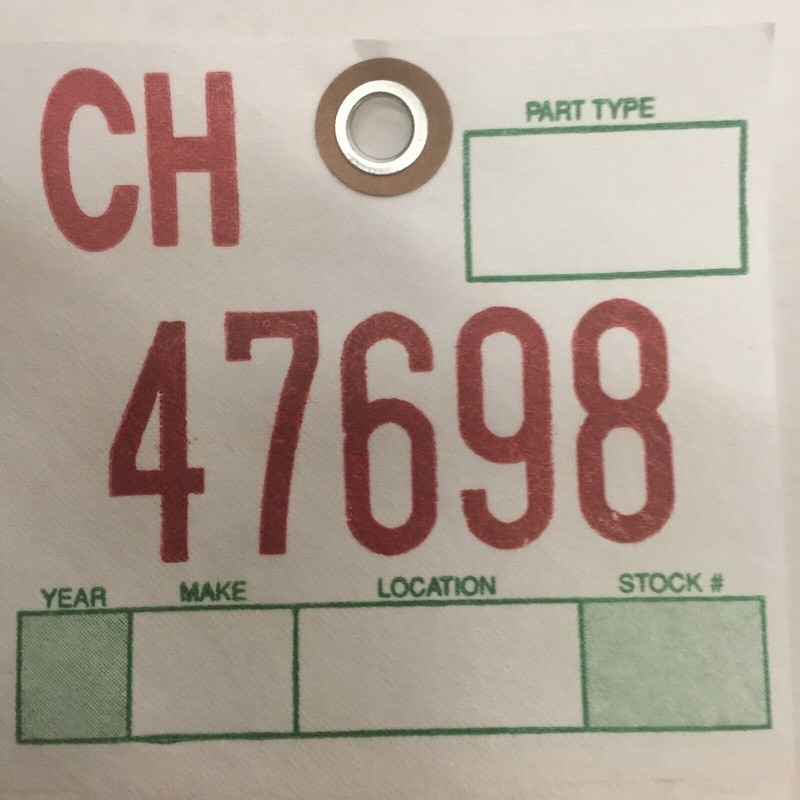 CH
PART TYPE
47698
YEAR MAKE LOCATION STOCK #